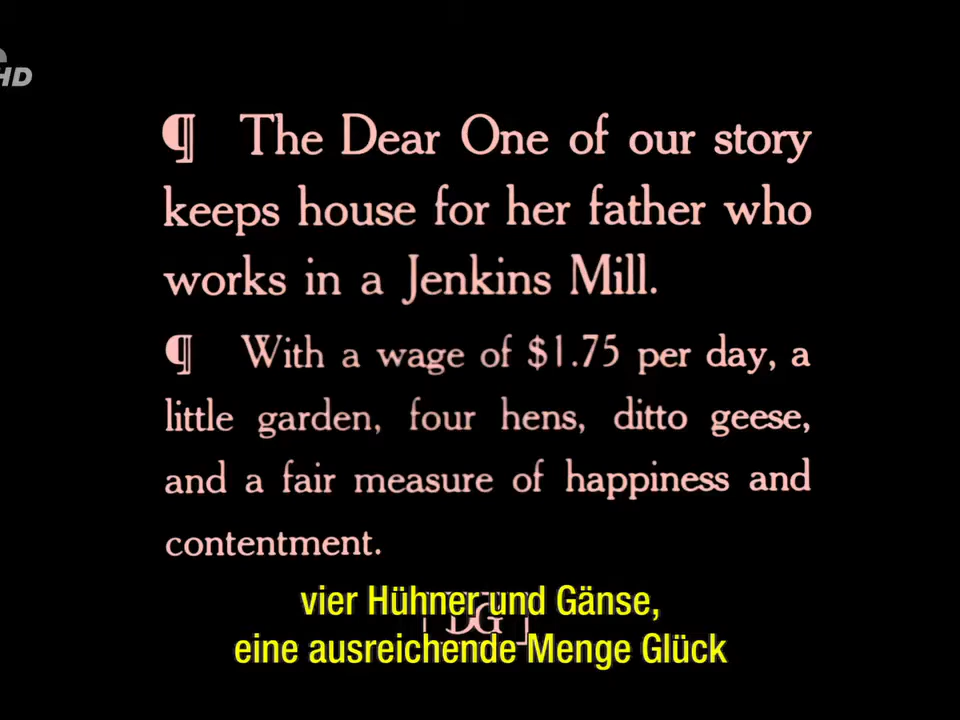 HD
¶ The Dear One of our story
keeps house for her father who
works in a Jenkins Mill.
¶ With a wage of $1.75 per day, a
little garden, four hens, ditto geese,
and a fair measure of happiness and
contentment.
DG
vier Hühner und Gänse,
eine ausreichende Menge Glück